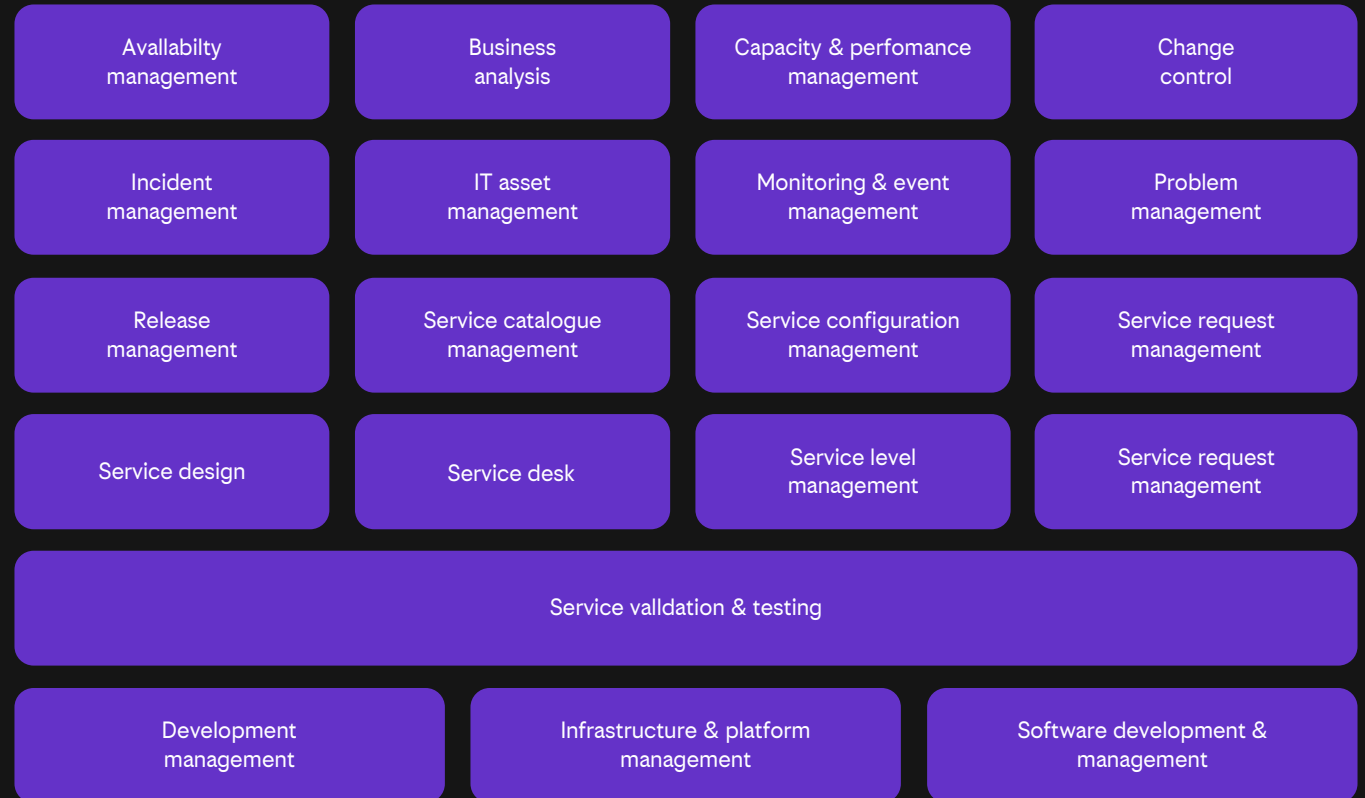 Avallabilty
management
Business
analysis
Capacity & perfomance
management
Change
control
Incident
management
IT asset
management
Monitoring & event
management
Problem
management
Release
management
Service catalogue
management
Service configuration
management
Service request
management
Service design
Service desk
Service level
management
Service request
management
Service valldation & testing
Development
management
Infrastructure & platform
management
Software development &
management